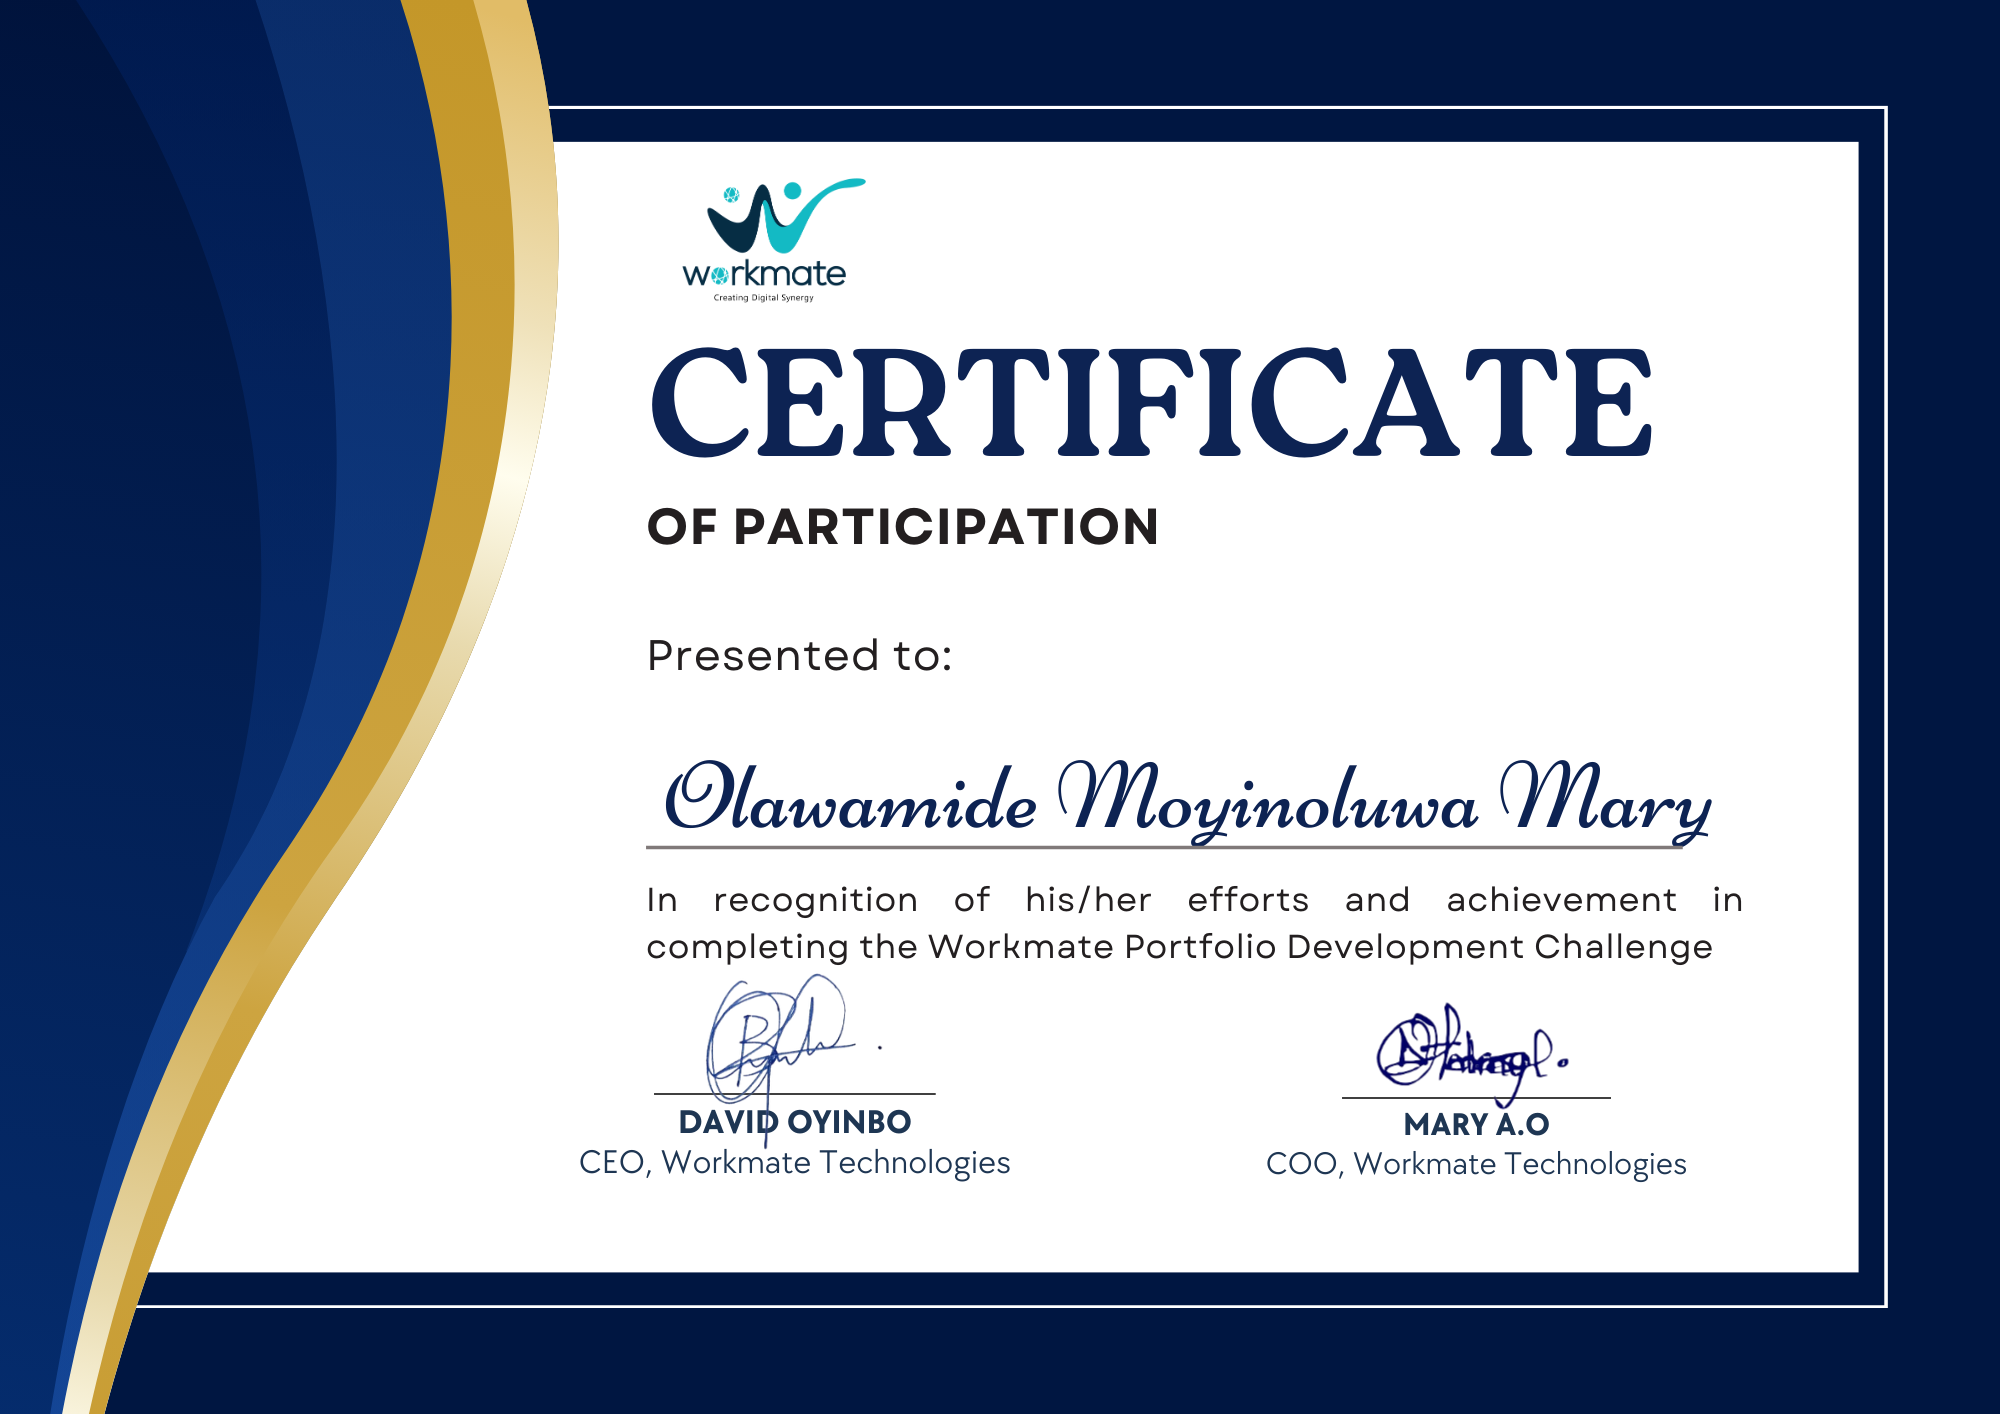 workmate
Creating Digital Synergy
CERTIFICATE
OF PARTICIPATION
Presented to:
Olawamide Moyinoluwa Mary
In recognition of his/her efforts and achievement in
completing the Workmate Portfolio Development Challenge
DAVID OYINBO
CEO, Workmate Technologies
MARY A.O
COO, Workmate Technologies